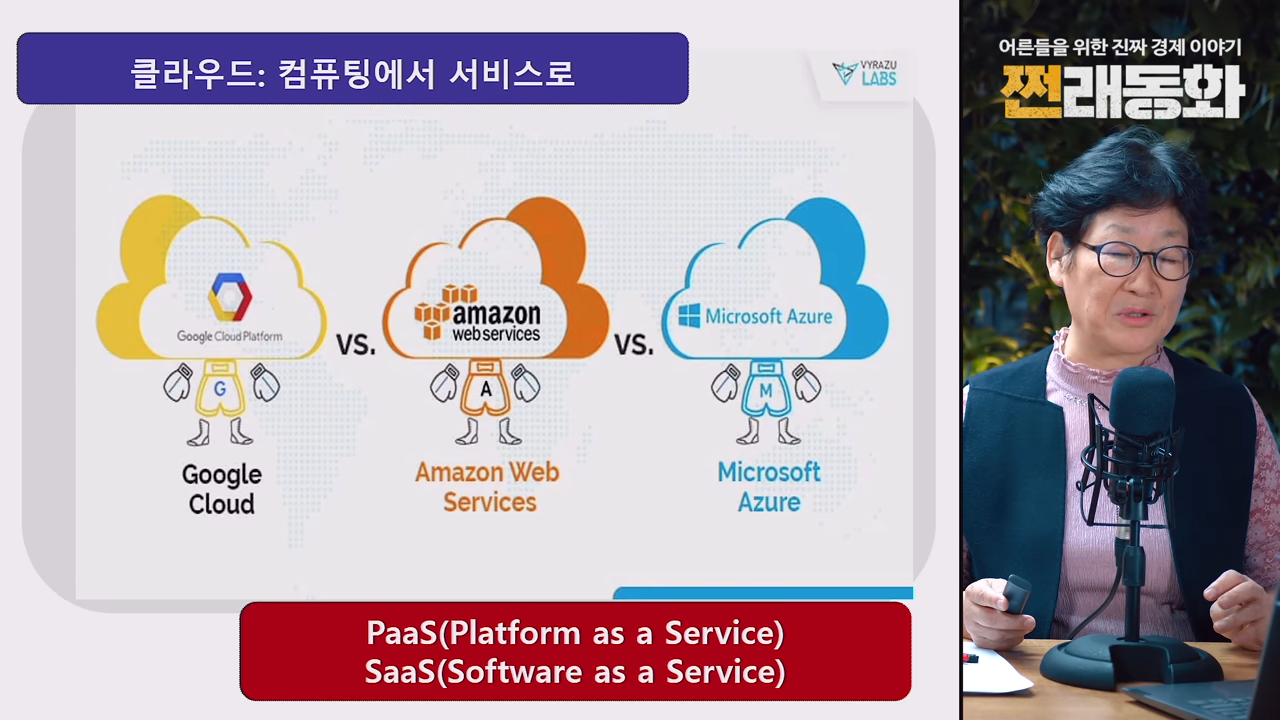 클라우드: 컴퓨팅에서 서비스로
VYRAZU
LABS
어른들을 위한 진짜 경제 이야기
쩐래동화
Google Cloud Platform
VS.
amazon
web services
VS.
Microsoft Azure
G
A
M
Google
Cloud
Amazon Web
Services
Microsoft
Azure
PaaS(Platform as a Service)
SaaS(Software as a Service)